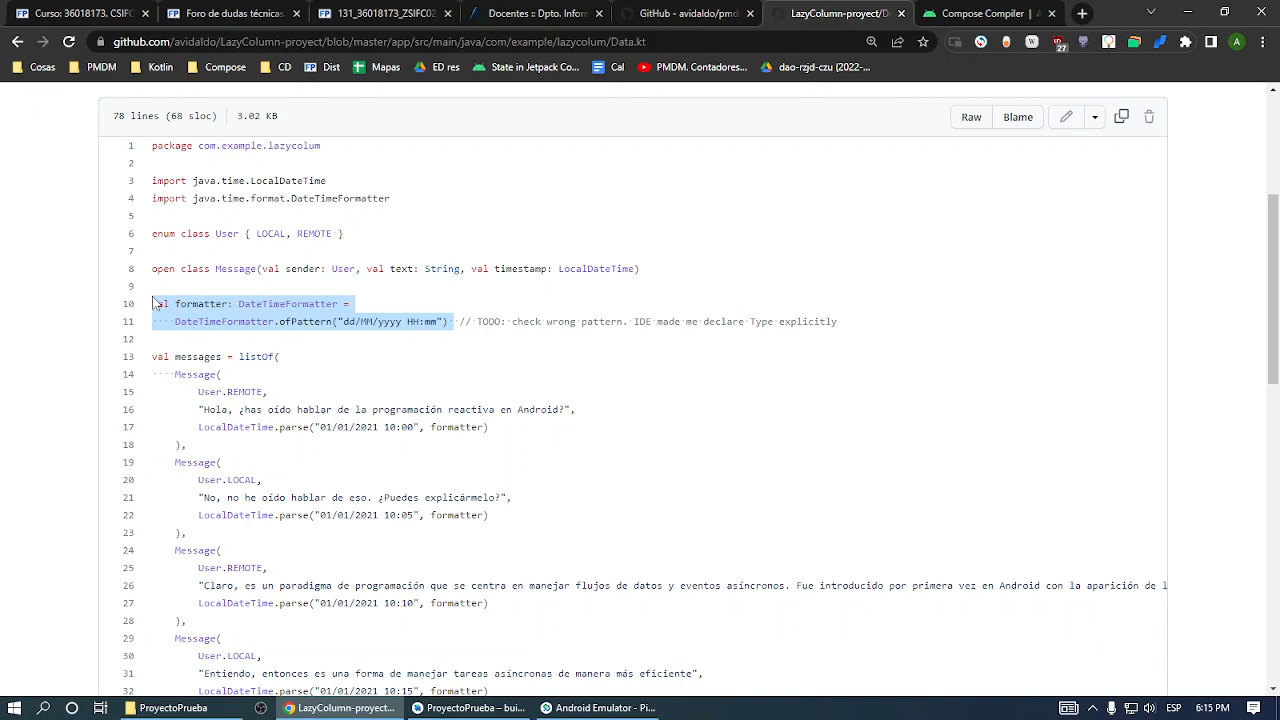 Curso: 36018173. CSIFC
Foro de dudas técnicas
131_36018173_ZSIFC02
Docentes :: Dpto. Inforr
GitHub - avidaldo/pmd
LazyColumn-proyect/D
Compose Compiler | A
github.com/avidaldo/LazyColumn-proyect/blob/master/app/src/main/java/com/example/lazycolum/Data.kt
27
A
Cosas
PMDM
Kotlin
Compose
CD
Dist
Mapas
ED rec
State in Jetpack Co...
Cal
PMDM. Contadores...
dao-rzjd-czu (2022-...
78 lines (68 sloc)
3.02 KB
Raw
Blame
1 package com.example.lazycolum
2
3 import java.time.LocalDateTime
4 import java.time.format.DateTimeFormatter
5
6 enum class User { LOCAL, REMOTE }
7
8 open class Message(val sender: User, val text: String, val timestamp: LocalDateTime)
9
10 val formatter: DateTimeFormatter =
11 DateTimeFormatter.ofPattern("dd/MM/yyyy HH:mm") // TODO: check wrong pattern. IDE made me declare Type explicitly
12
13 val messages = listOf(
14 Message(
15 User.REMOTE,
16 "Hola, ¿has oído hablar de la programación reactiva en Android?",
17 LocalDateTime.parse("01/01/2021 10:00", formatter)
18 ),
19 Message(
20 User.LOCAL,
21 "No, no he oído hablar de eso. ¿Puedes explicármelo?",
22 LocalDateTime.parse("01/01/2021 10:05", formatter)
23 ),
24 Message(
25 User.REMOTE,
26 "Claro, es un paradigma de programación que se centra en manejar flujos de datos y eventos asíncronos. Fue introducido por primera vez en Android con la aparición de l
27 LocalDateTime.parse("01/01/2021 10:10", formatter)
28 ),
29 Message(
30 User.LOCAL,
31 "Entiendo, entonces es una forma de manejar tareas asíncronas de manera más eficiente",
32 LocalDateTime.parse("01/01/2021 10:15", formatter)
ProyectoPrueba
LazyColumn-proyect...
ProyectoPrueba – bui...
Android Emulator - Pi...
ESP
6:15 PM